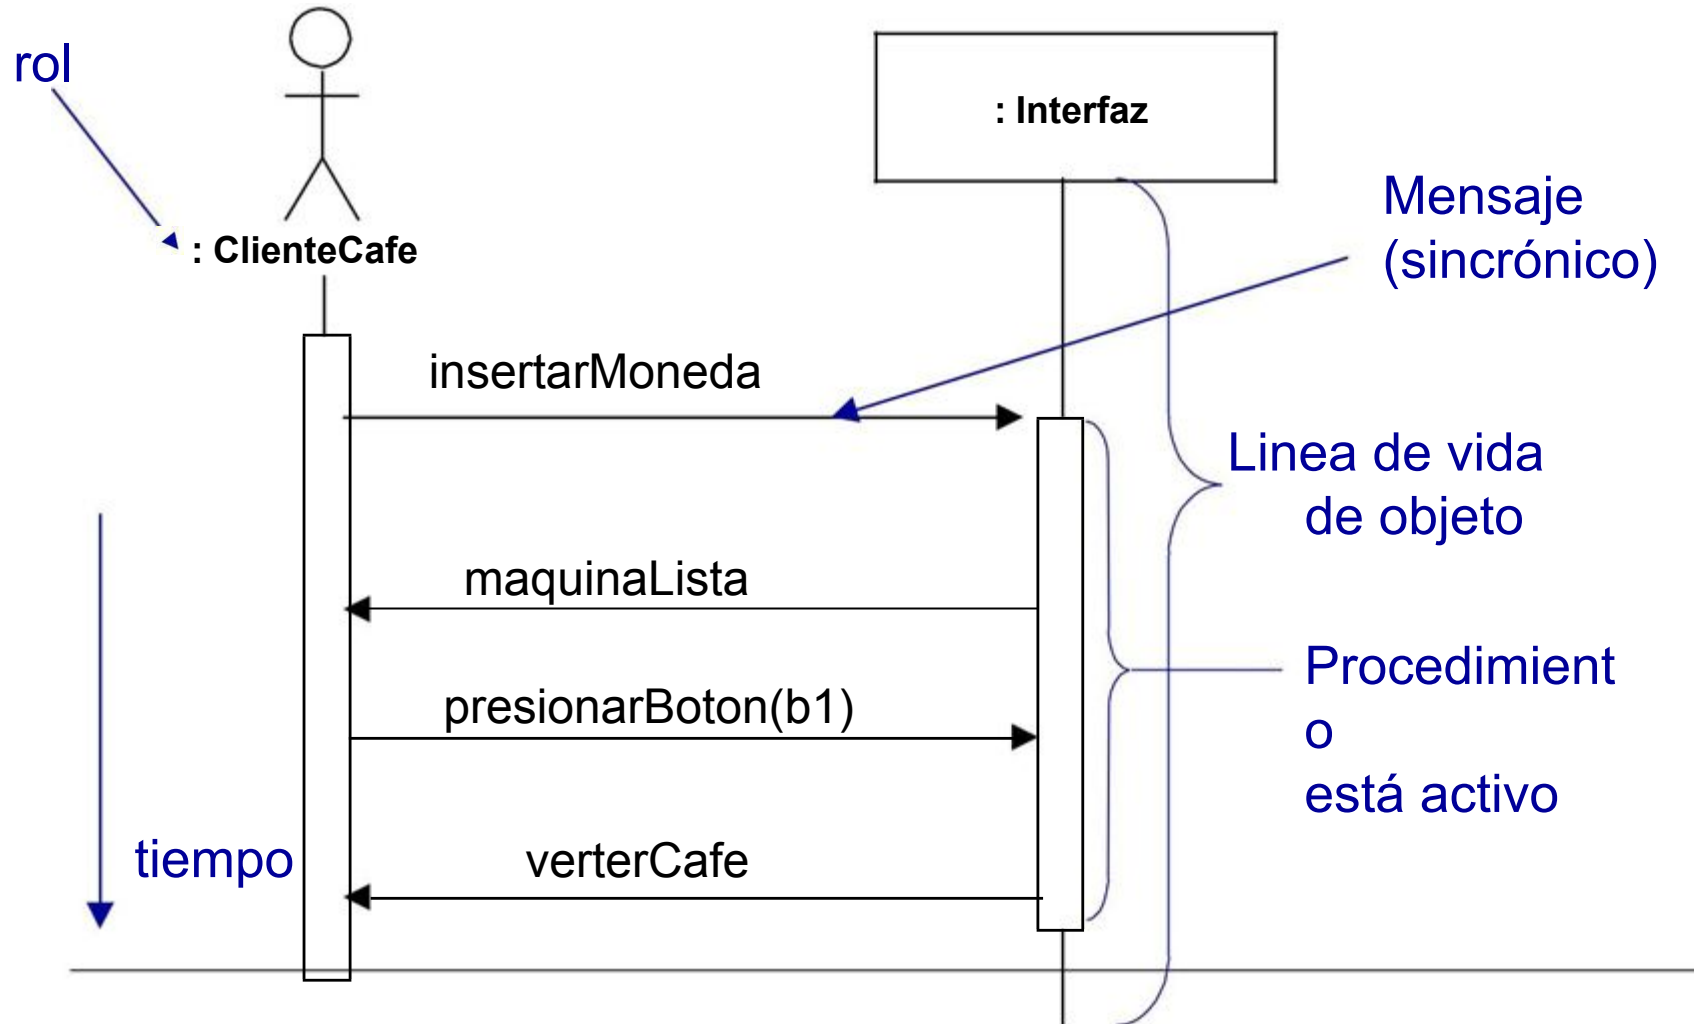 rol
: Interfaz
Mensaje
(sincrónico)
: ClienteCafe
insertarMoneda
Linea de vida
de objeto
maquinaLista
Procedimient
o
está activo
presionarBoton(b1)
tiempo
verterCafe